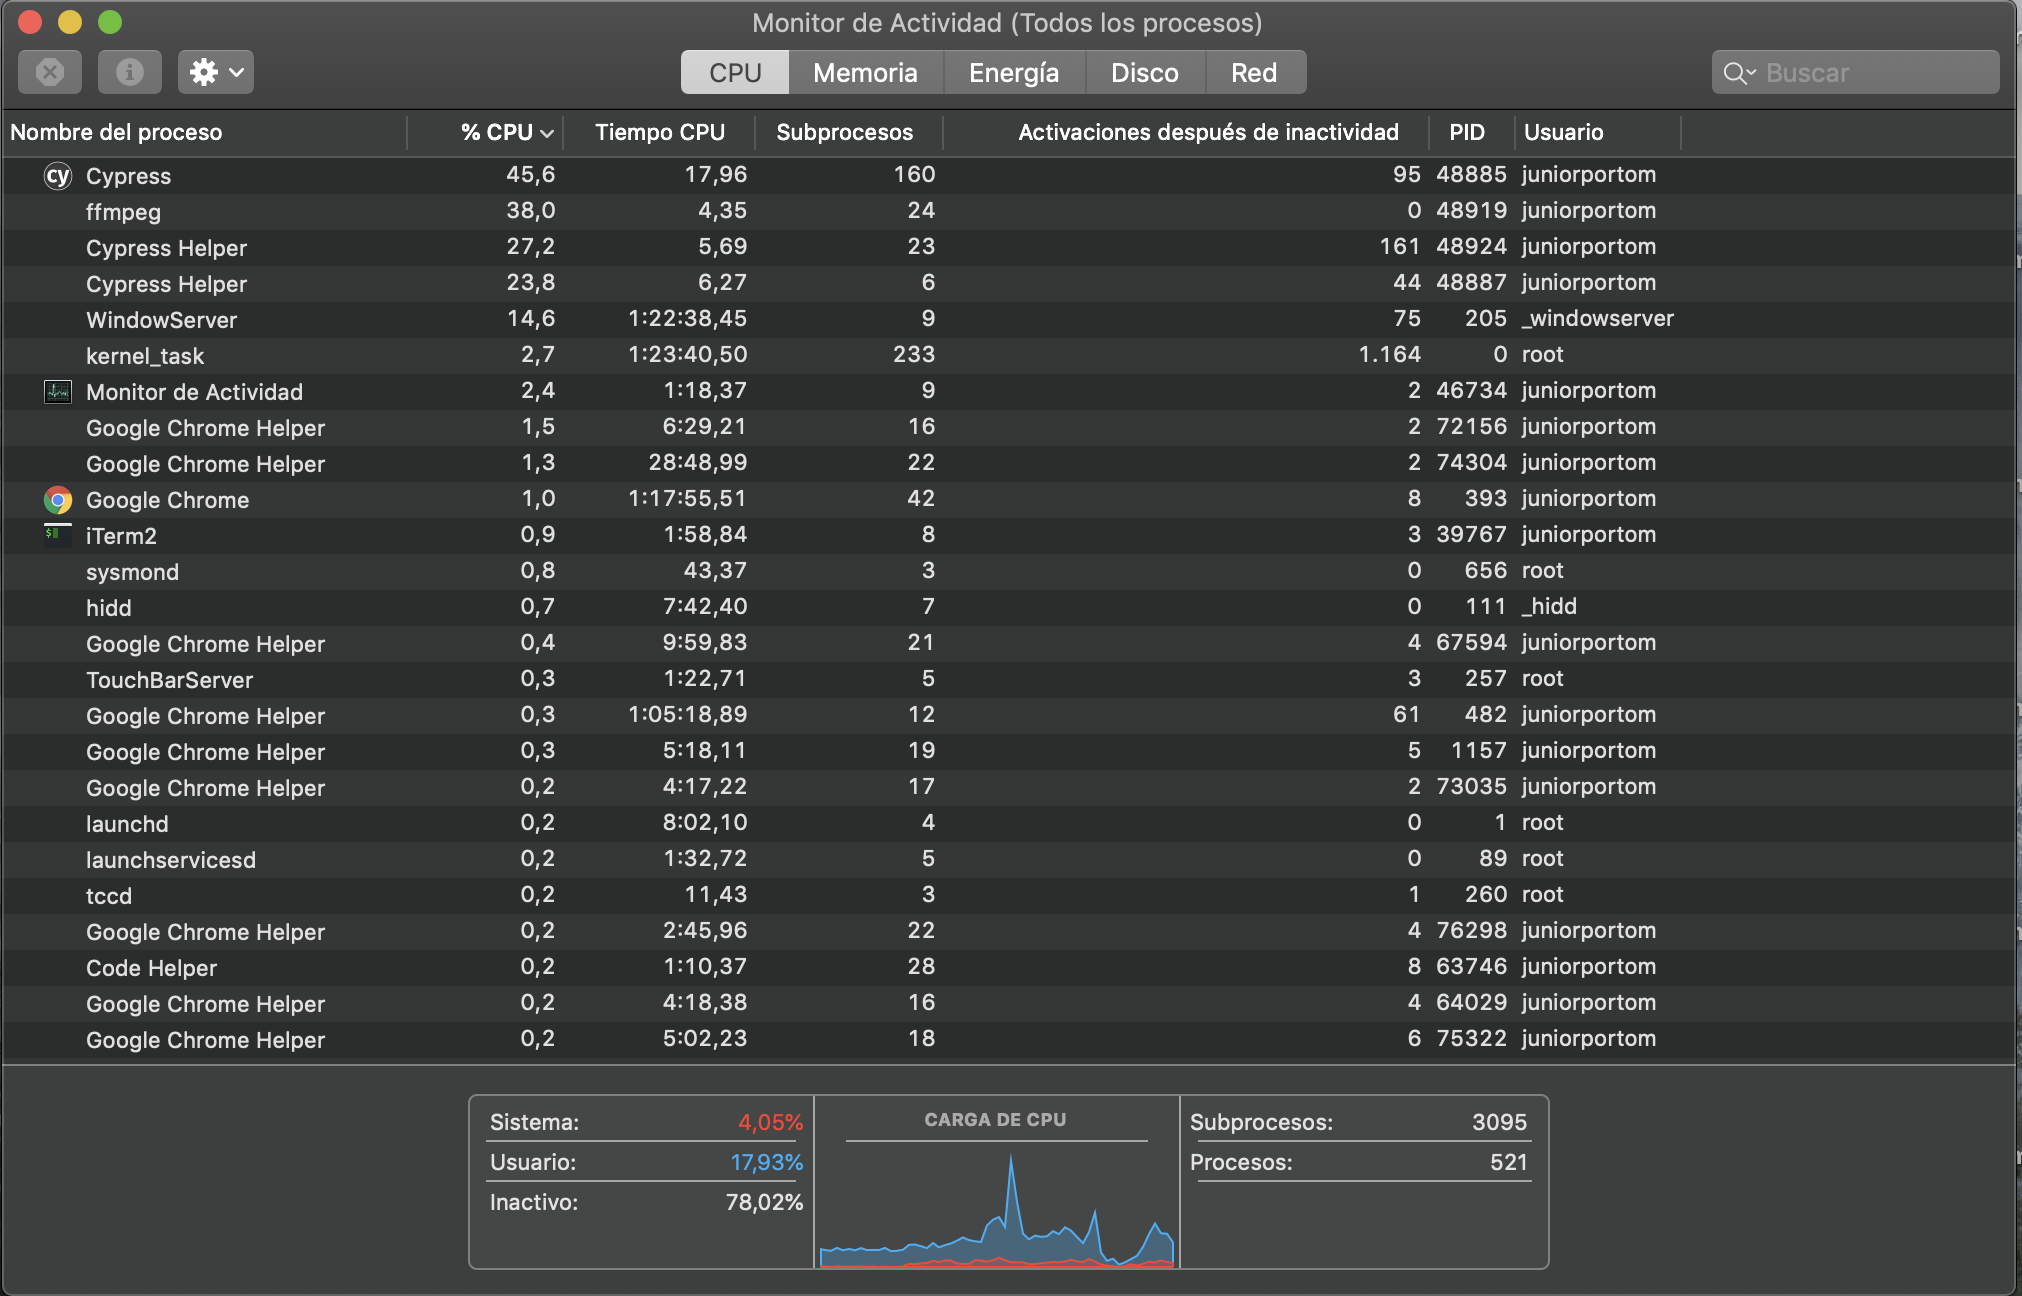 Monitor de Actividad (Todos los procesos)
CPU Memoria Energía Disco Red Buscar
Nombre del proceso % CPU Tiempo CPU Subprocesos Activaciones después de inactividad PID Usuario
cy Cypress 45,6 17,96 160 95 48885 juniorportom
ffmpeg 38,0 4,35 24 0 48919 juniorportom
Cypress Helper 27,2 5,69 23 161 48924 juniorportom
Cypress Helper 23,8 6,27 6 44 48887 juniorportom
WindowServer 14,6 1:22:38,45 9 75 205 _windowserver
kernel_task 2,7 1:23:40,50 233 1.164 0 root
Monitor de Actividad 2,4 1:18,37 9 2 46734 juniorportom
Google Chrome Helper 1,5 6:29,21 16 2 72156 juniorportom
Google Chrome Helper 1,3 28:48,99 22 2 74304 juniorportom
Google Chrome 1,0 1:17:55,51 42 8 393 juniorportom
iTerm2 0,9 1:58,84 8 3 39767 juniorportom
sysmond 0,8 43,37 3 0 656 root
hidd 0,7 7:42,40 7 0 111 _hidd
Google Chrome Helper 0,4 9:59,83 21 4 67594 juniorportom
TouchBarServer 0,3 1:22,71 5 3 257 root
Google Chrome Helper 0,3 1:05:18,89 12 61 482 juniorportom
Google Chrome Helper 0,3 5:18,11 19 5 1157 juniorportom
Google Chrome Helper 0,2 4:17,22 17 2 73035 juniorportom
launchd 0,2 8:02,10 4 0 1 root
launchservicesd 0,2 1:32,72 5 0 89 root
tccd 0,2 11,43 3 1 260 root
Google Chrome Helper 0,2 2:45,96 22 4 76298 juniorportom
Code Helper 0,2 1:10,37 28 8 63746 juniorportom
Google Chrome Helper 0,2 4:18,38 16 4 64029 juniorportom
Google Chrome Helper 0,2 5:02,23 18 6 75322 juniorportom
Sistema: 4,05%
Usuario: 17,93%
Inactivo: 78,02%
CARGA DE CPU
Subprocesos: 3095
Procesos: 521